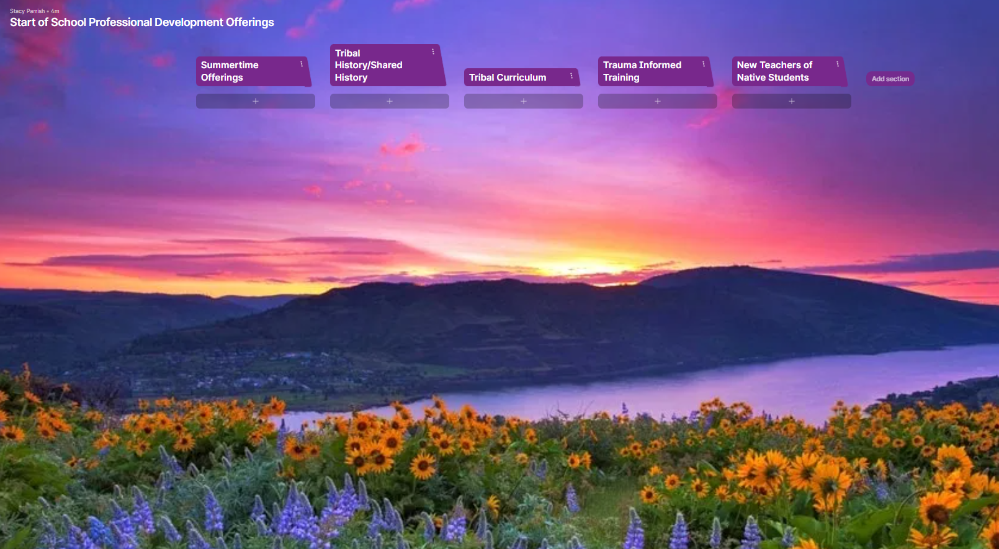 Stacy Parrish • 4m
Start of School Professional Development Offerings
Summertime
Offerings
Tribal
History/Shared
History
Tribal Curriculum
Trauma Informed
Training
New Teachers of
Native Students
Add section